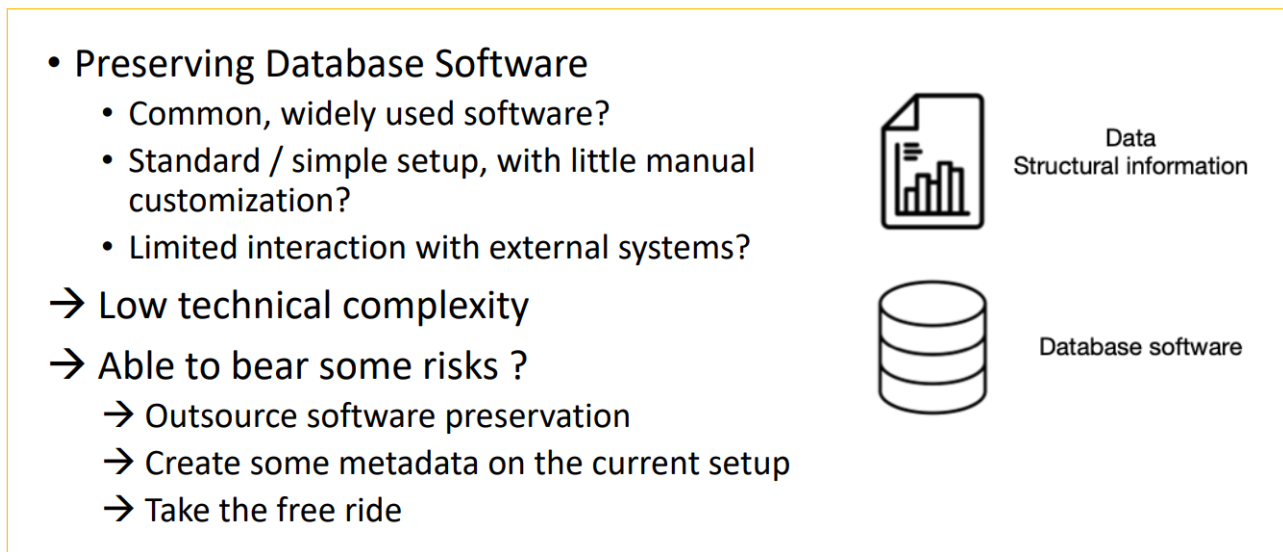 • Preserving Database Software
• Common, widely used software?
• Standard / simple setup, with little manual
customization?
• Limited interaction with external systems?
→ Low technical complexity
→ Able to bear some risks ?
→ Outsource software preservation
→ Create some metadata on the current setup
→ Take the free ride
Data
Structural information
Database software